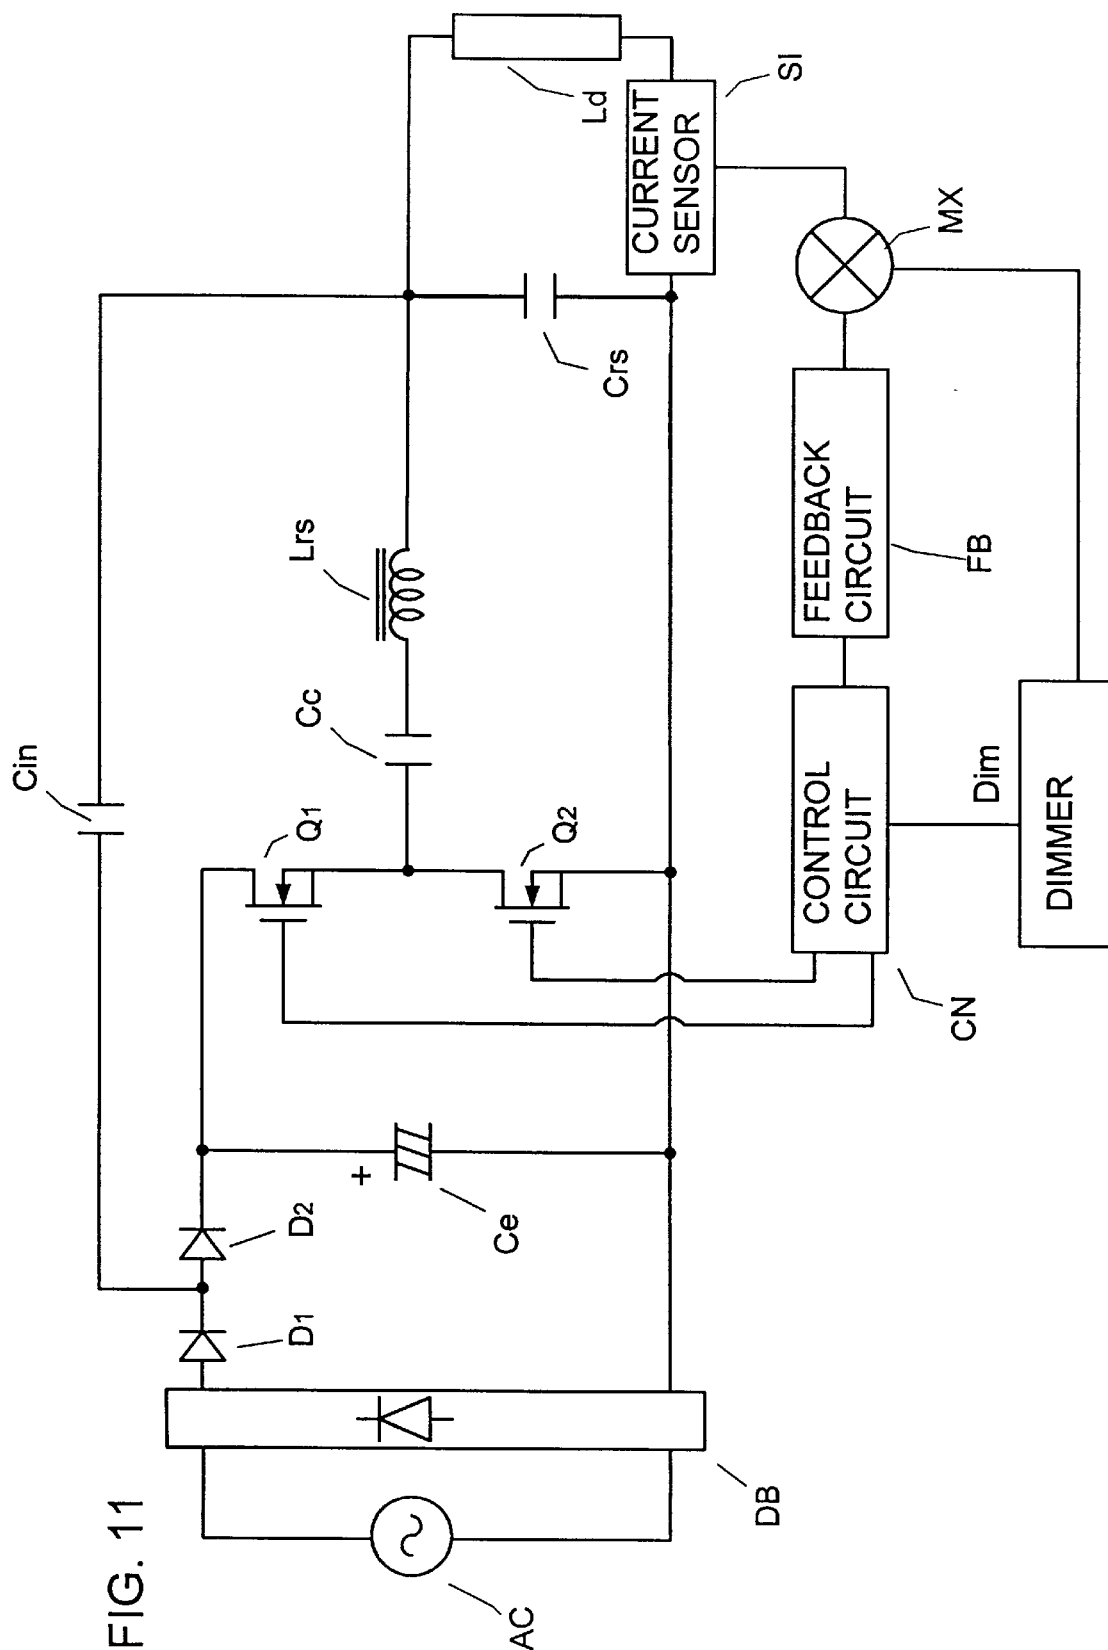 FIG. 11
Cin
D1
D2
Q1
Cc
Lrs
Ld
SI
Ce
Q2
Crs
CURRENT
SENSOR
AC
DB
CN
CONTROL
CIRCUIT
FEEDBACK
CIRCUIT
FB
MX
Dim
DIMMER
+